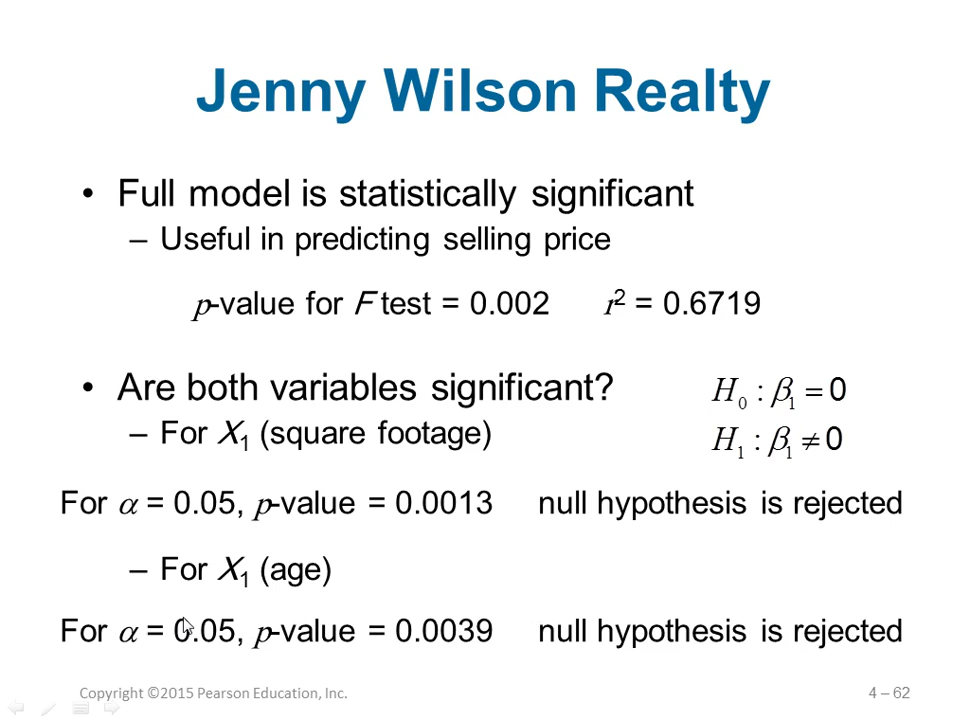 Jenny Wilson Realty
• Full model is statistically significant
– Useful in predicting selling price
p-value for F test = 0.002 r² = 0.6719
• Are both variables significant?
H₀ : β₁ = 0
– For X₁ (square footage)
H₁ : β₁ ≠ 0
For α = 0.05, p-value = 0.0013 null hypothesis is rejected
– For X₁ (age)
For α = 0.05, p-value = 0.0039 null hypothesis is rejected
Copyright ©2015 Pearson Education, Inc. 4 – 62